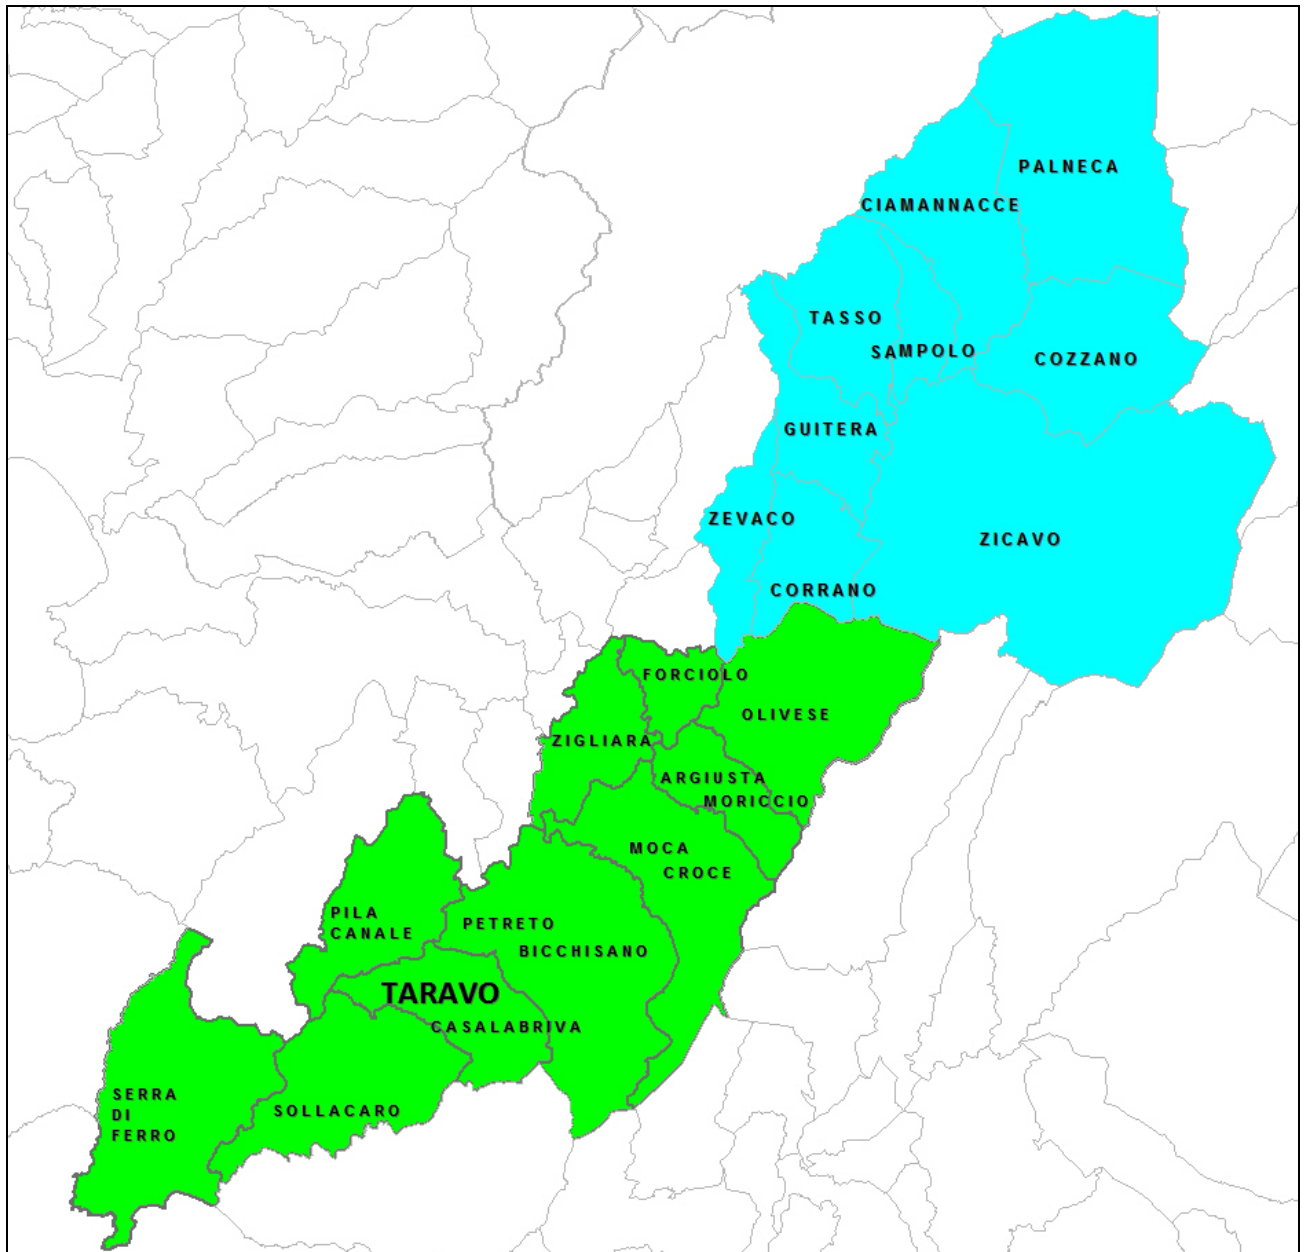 PALNECA
CIAMANNACCE
TASSO
SAMPOLO
COZZANO
GUITERA
ZEVACO
ZICAVO
CORRANO
FORCIOLO
OLIVESE
ZIGLIARA
ARGIUSTA
MORICCIO
MOCA
CROCE
PILA
CANALE
PETRETO
BICCHISANO
TARAVO
CASALABRIVA
SERRA
DI
FERRO
SOLLACARO